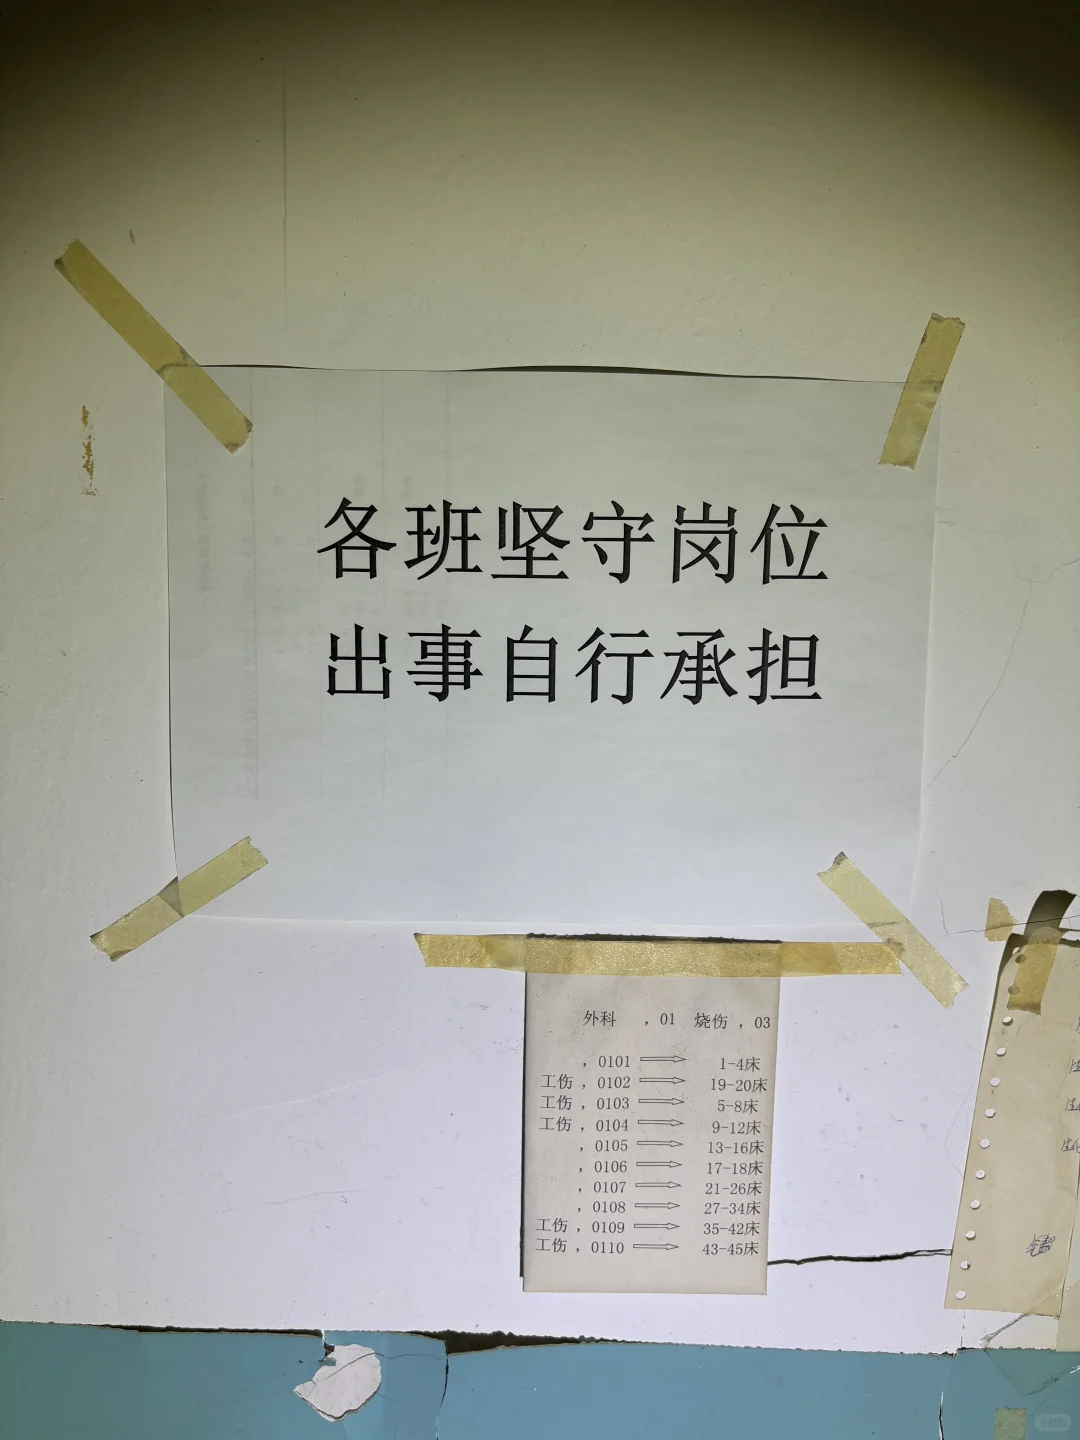 各班坚守岗位
出事自行承担
外科 ，01 烧伤 ，03
，0101 ⇨ 1-4床
工伤 ，0102 ⇨ 19-20床
工伤 ，0103 ⇨ 5-8床
工伤 ，0104 ⇨ 9-12床
，0105 ⇨ 13-16床
，0106 ⇨ 17-18床
，0107 ⇨ 21-26床
，0108 ⇨ 27-34床
工伤 ，0109 ⇨ 35-42床
工伤 ，0110 ⇨ 43-45床